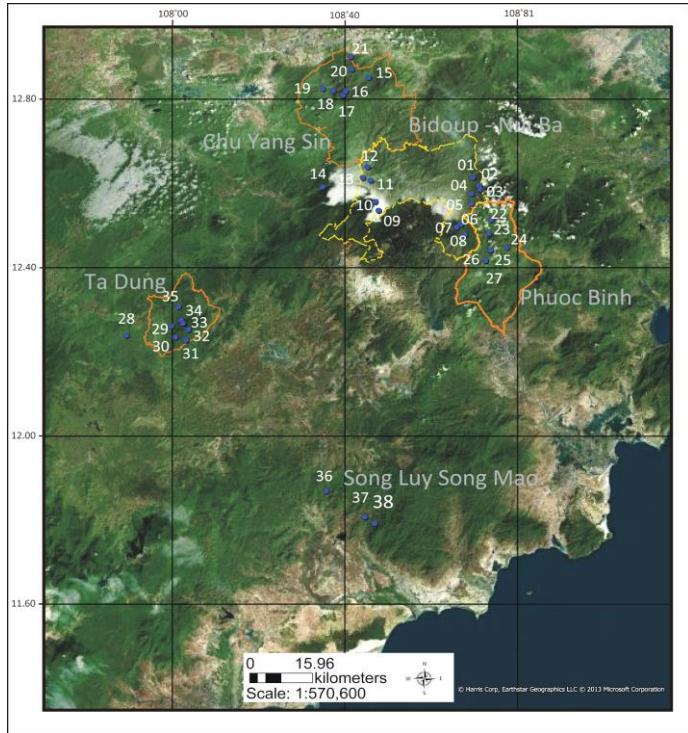 108°00' 108°40' 108°81'
21
20 15
12.80
19 16
18
17
Chu Yang Sin Bidoup - Nui Ba
12 01
02
14 13 11 04 03
05
10 09 06 22
07 23
08 24
12.40
26 25
Ta Dung 27
35 Phuoc Binh
34
28 29 33
32
30 31
12.00
36 Song Luy Song Mao
37 38
11.60
0 15.96
kilometers
Scale: 1:570,600
N
W
S
© Harris Corp, Earthstar Geographics LLC © 2013 Microsoft Corporation